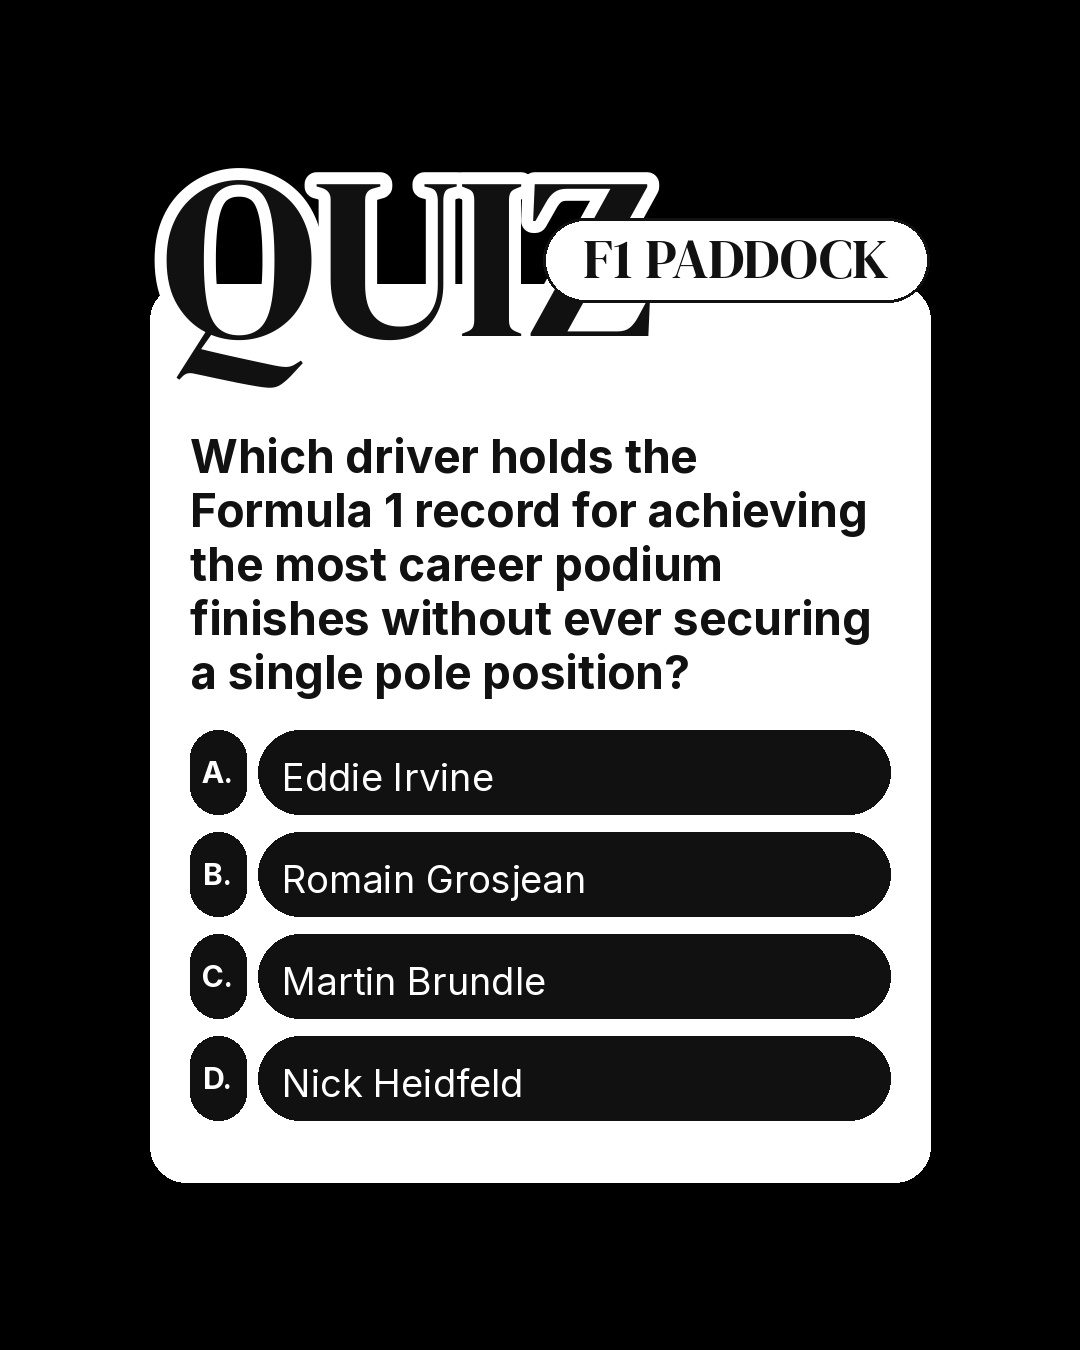 QUIZ
F1 PADDOCK
Which driver holds the
Formula 1 record for achieving
the most career podium
finishes without ever securing
a single pole position?
A. Eddie Irvine
B. Romain Grosjean
C. Martin Brundle
D. Nick Heidfeld